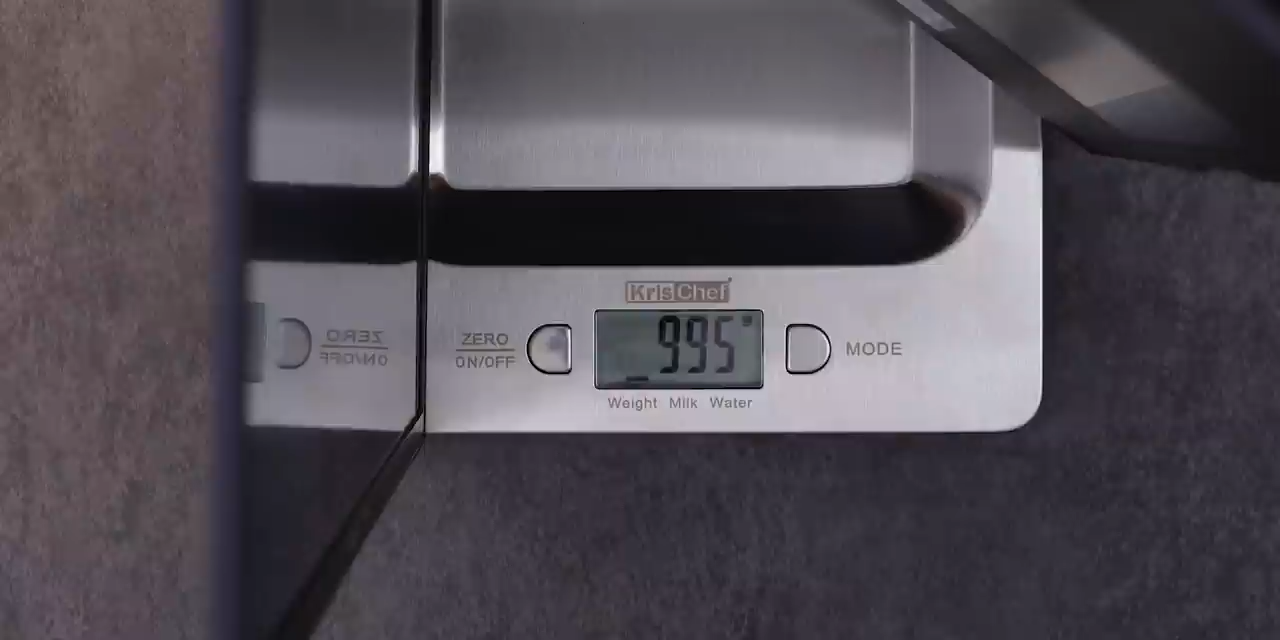 KrisChef
ZERO
ON/OFF
995
MODE
Weight Milk Water